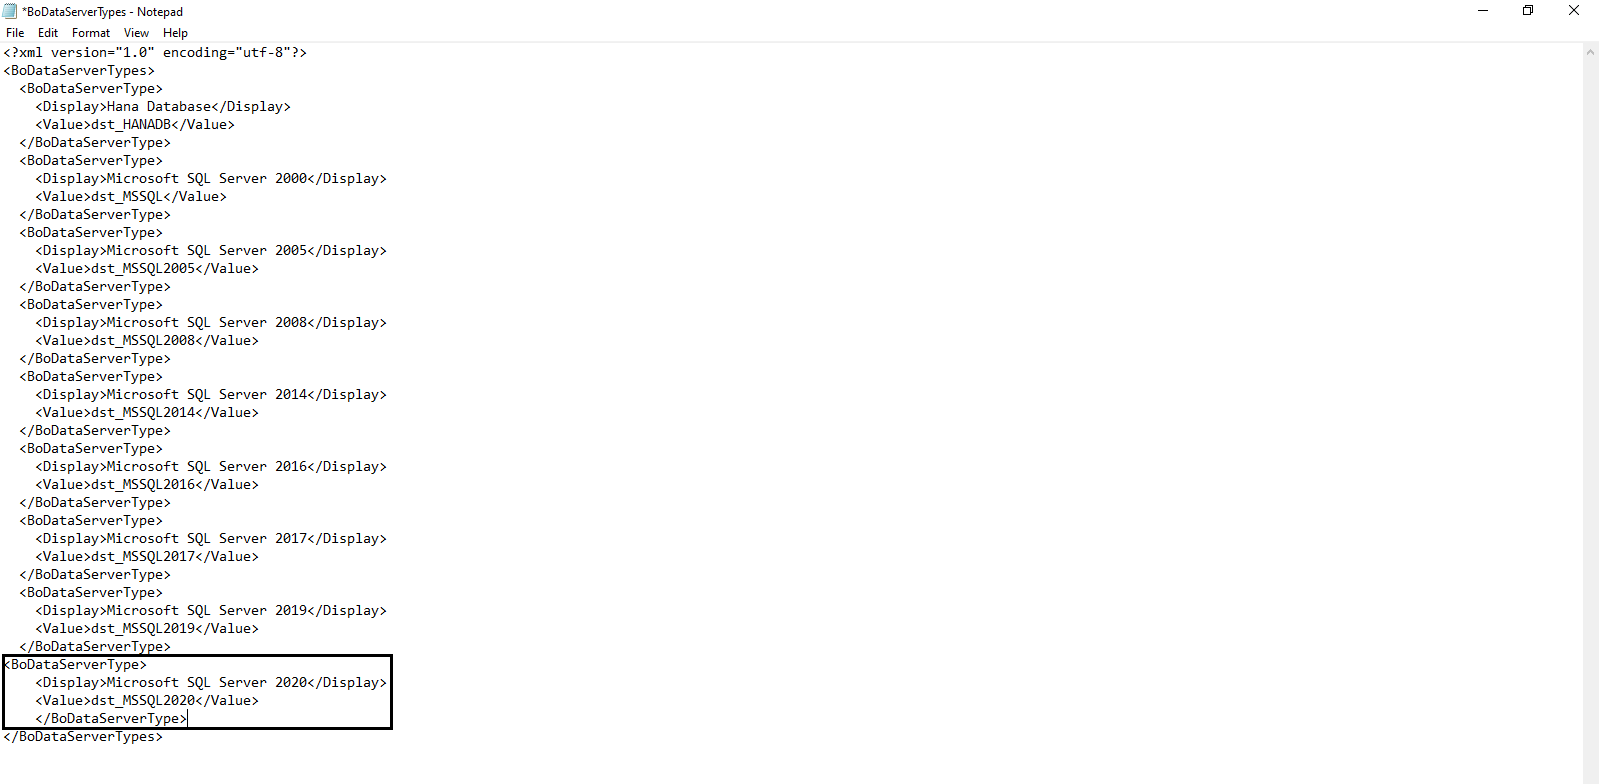 *BoDataServerTypes - Notepad
File Edit Format View Help
<?xml version="1.0" encoding="utf-8"?>
<BoDataServerTypes>
  <BoDataServerType>
    <Display>Hana Database</Display>
    <Value>dst_HANADB</Value>
  </BoDataServerType>
  <BoDataServerType>
    <Display>Microsoft SQL Server 2000</Display>
    <Value>dst_MSSQL</Value>
  </BoDataServerType>
  <BoDataServerType>
    <Display>Microsoft SQL Server 2005</Display>
    <Value>dst_MSSQL2005</Value>
  </BoDataServerType>
  <BoDataServerType>
    <Display>Microsoft SQL Server 2008</Display>
    <Value>dst_MSSQL2008</Value>
  </BoDataServerType>
  <BoDataServerType>
    <Display>Microsoft SQL Server 2014</Display>
    <Value>dst_MSSQL2014</Value>
  </BoDataServerType>
  <BoDataServerType>
    <Display>Microsoft SQL Server 2016</Display>
    <Value>dst_MSSQL2016</Value>
  </BoDataServerType>
  <BoDataServerType>
    <Display>Microsoft SQL Server 2017</Display>
    <Value>dst_MSSQL2017</Value>
  </BoDataServerType>
  <BoDataServerType>
    <Display>Microsoft SQL Server 2019</Display>
    <Value>dst_MSSQL2019</Value>
  </BoDataServerType>
<BoDataServerType>
    <Display>Microsoft SQL Server 2020</Display>
    <Value>dst_MSSQL2020</Value>
    </BoDataServerType>
</BoDataServerTypes>